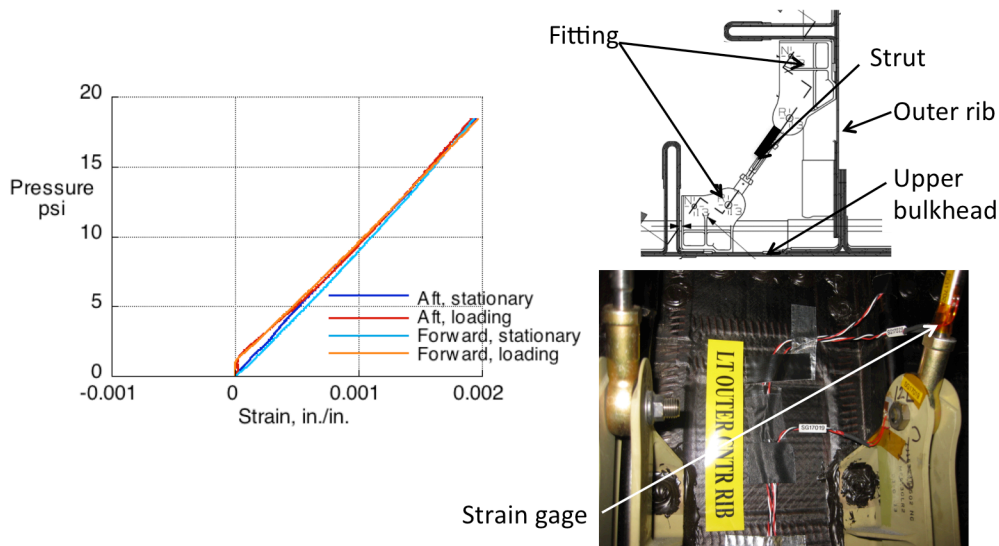 20
15
Pressure
psi
10
5
0
-0.001
0
0.001
0.002
Strain, in./in.
Aft, stationary
Aft, loading
Forward, stationary
Forward, loading
Fitting
Strut
Outer rib
Upper
bulkhead
LT OUTER CNTR RIB
SG17019
Strain gage